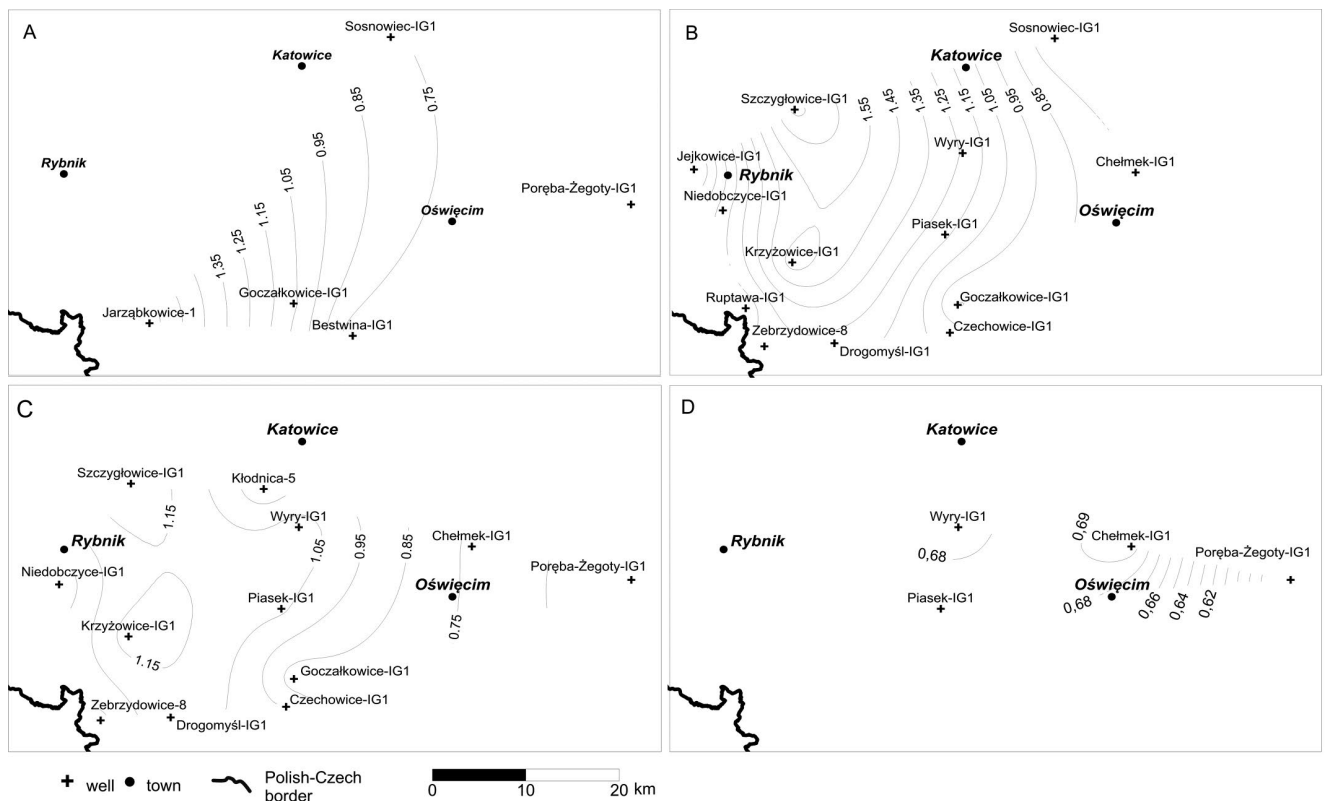 A
Sosnowiec-IG1
Katowice
0.75
0.85
0.95
Rybnik
1.05
Poręba-Żegoty-IG1
1.15
Oświęcim
1.25
1.35
Goczałkowice-IG1
Jarząbkowice-1
Bestwina-IG1
B
Sosnowiec-IG1
Katowice
Szczygłowice-IG1
1.55
1.45
1.35
1.25
1.15
1.05
0.95
0.85
Wyry-IG1
Jejkowice-IG1
Chełmek-IG1
Rybnik
Niedobczyce-IG1
Oświęcim
Piasek-IG1
Krzyżowice-IG1
Ruptawa-IG1
Goczałkowice-IG1
Zebrzydowice-8
Czechowice-IG1
Drogomyśl-IG1
C
Katowice
Szczygłowice-IG1
Kłodnica-5
1.15
Wyry-IG1
1.05
0.95
0.85
Chełmek-IG1
Rybnik
Poręba-Żegoty-IG1
Niedobczyce-IG1
Oświęcim
Piasek-IG1
0.75
Krzyżowice-IG1
1.15
Goczałkowice-IG1
Zebrzydowice-8
Czechowice-IG1
Drogomyśl-IG1
D
Katowice
Wyry-IG1
0,69
Chełmek-IG1
Rybnik
0,68
Poręba-Żegoty-IG1
Oświęcim
Piasek-IG1
0,68
0,66
0,64
0,62
well
town
Polish-Czech
border
0
10
20
km